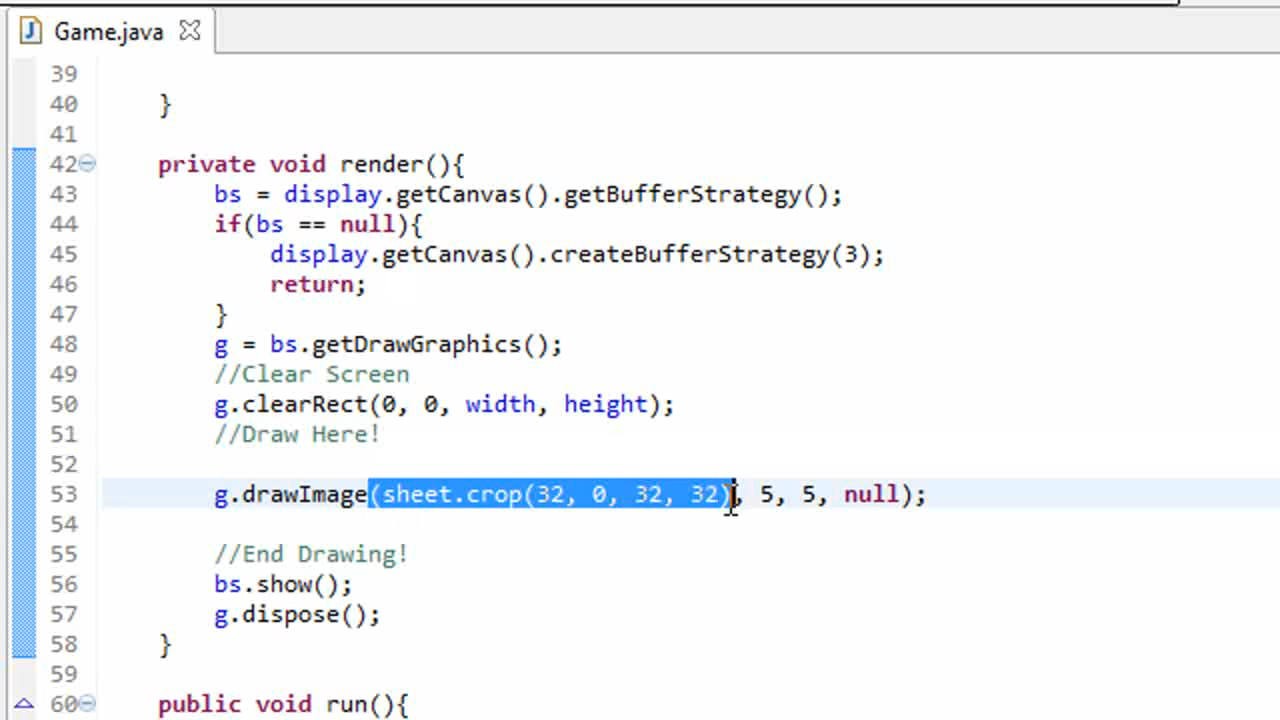 Game.java
39
40 }
41
42 private void render(){
43 bs = display.getCanvas().getBufferStrategy();
44 if(bs == null){
45 display.getCanvas().createBufferStrategy(3);
46 return;
47 }
48 g = bs.getDrawGraphics();
49 //Clear Screen
50 g.clearRect(0, 0, width, height);
51 //Draw Here!
52
53 g.drawImage(sheet.crop(32, 0, 32, 32), 5, 5, null);
54
55 //End Drawing!
56 bs.show();
57 g.dispose();
58 }
59
60 public void run(){